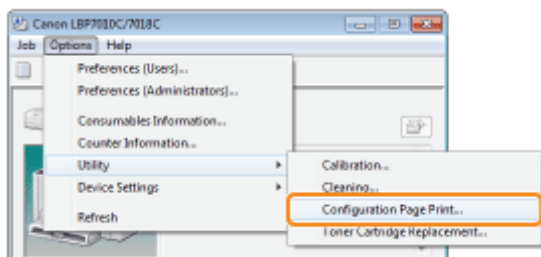 Canon LBP7010C/7018C
Job Options Help
Preferences (Users)...
Preferences (Administrators)...
Consumables Information...
Counter Information...
Utility
Device Settings
Refresh
Calibration...
Cleaning...
Configuration Page Print...
Toner Cartridge Replacement...